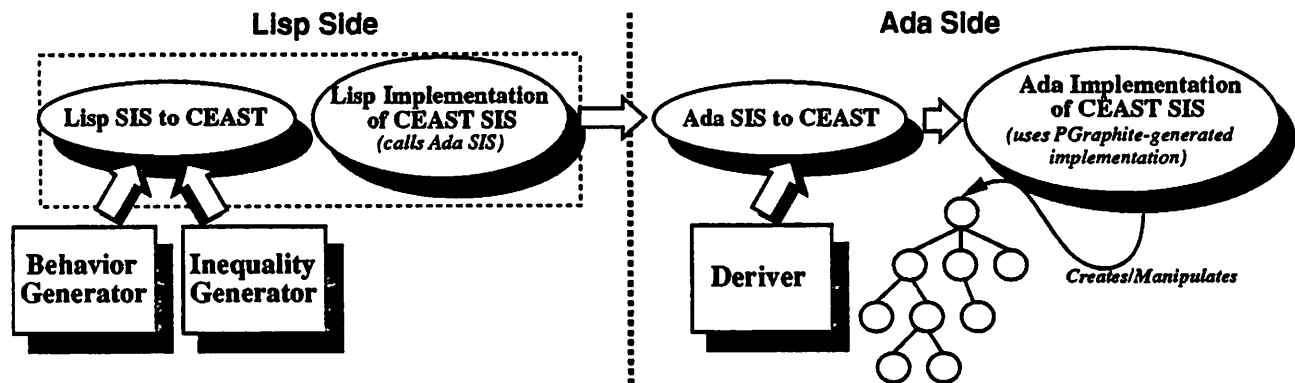 Lisp Side
Ada Side
Lisp SIS to CEAST
Lisp Implementation
of CEAST SIS
(calls Ada SIS)
Ada SIS to CEAST
Ada Implementation
of CEAST SIS
(uses PGraphite-generated
implementation)
Behavior
Generator
Inequality
Generator
Deriver
Creates/Manipulates